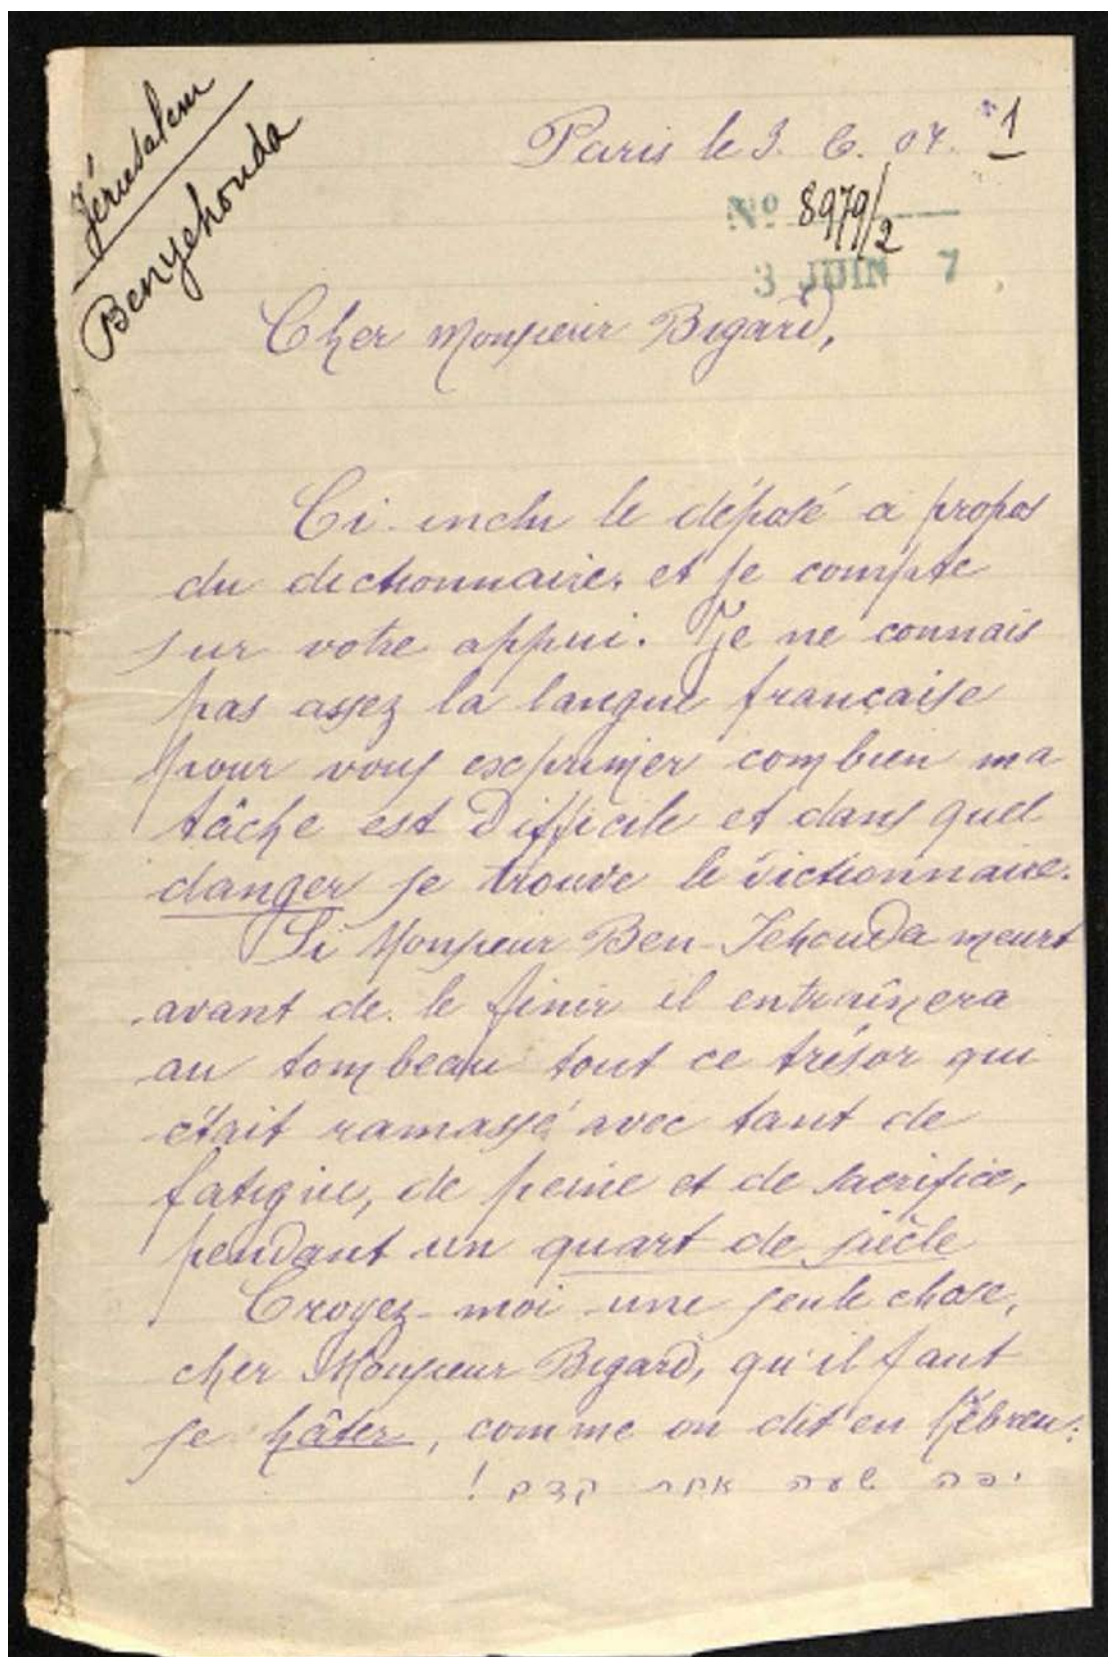 Jérusalem
Benyehouda
Paris le 3. 6. 07. 1
No 8979/2
3 JUIN 7
Cher Monsieur Bigard,
Ci-inclu le déposé a propos
du dictionnaire. et je compte
sur votre appui. Je ne connais
pas assez la langue française
pour vous exprimer combien ma
tâche est difficile et dans quel
danger se trouve le dictionnaire.
Si Monsieur Ben-Jehouda meurt
avant de le finir il entraînera
au tombeau tout ce trésor qui
était ramassé avec tant de
fatigue, de peine et de sacrifice,
pendant un quart de siècle
Croyez-moi une seule chose,
cher Monsieur Bigard, qu'il faut
se hâter, comme on dit en hébreu:
יפה שעה אחת קדם!